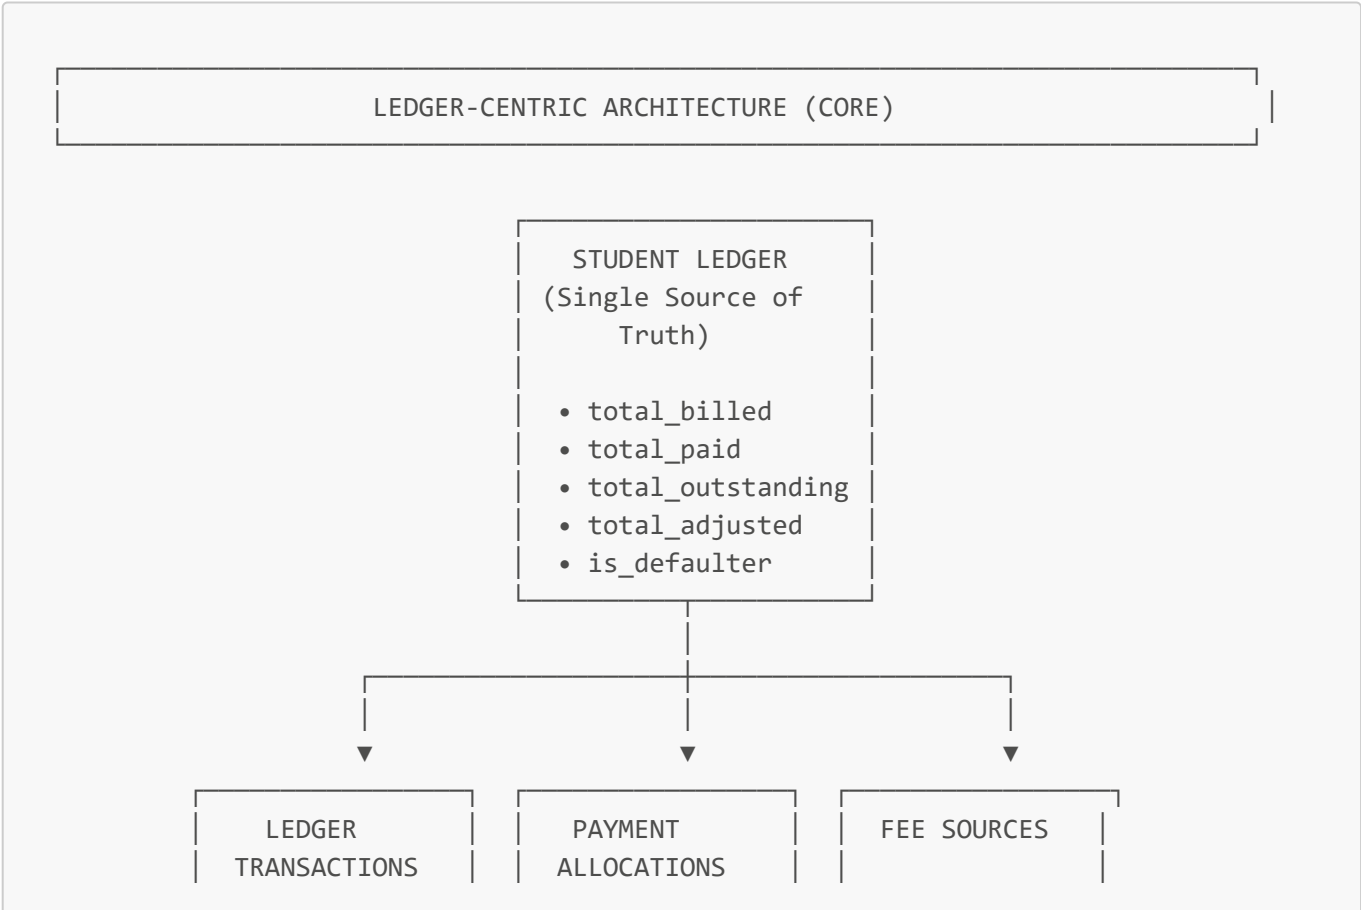 LEDGER-CENTRIC ARCHITECTURE (CORE)
STUDENT LEDGER
(Single Source of
Truth)
• total_billed
• total_paid
• total_outstanding
• total_adjusted
• is_defaulter
LEDGER
TRANSACTIONS
PAYMENT
ALLOCATIONS
FEE SOURCES